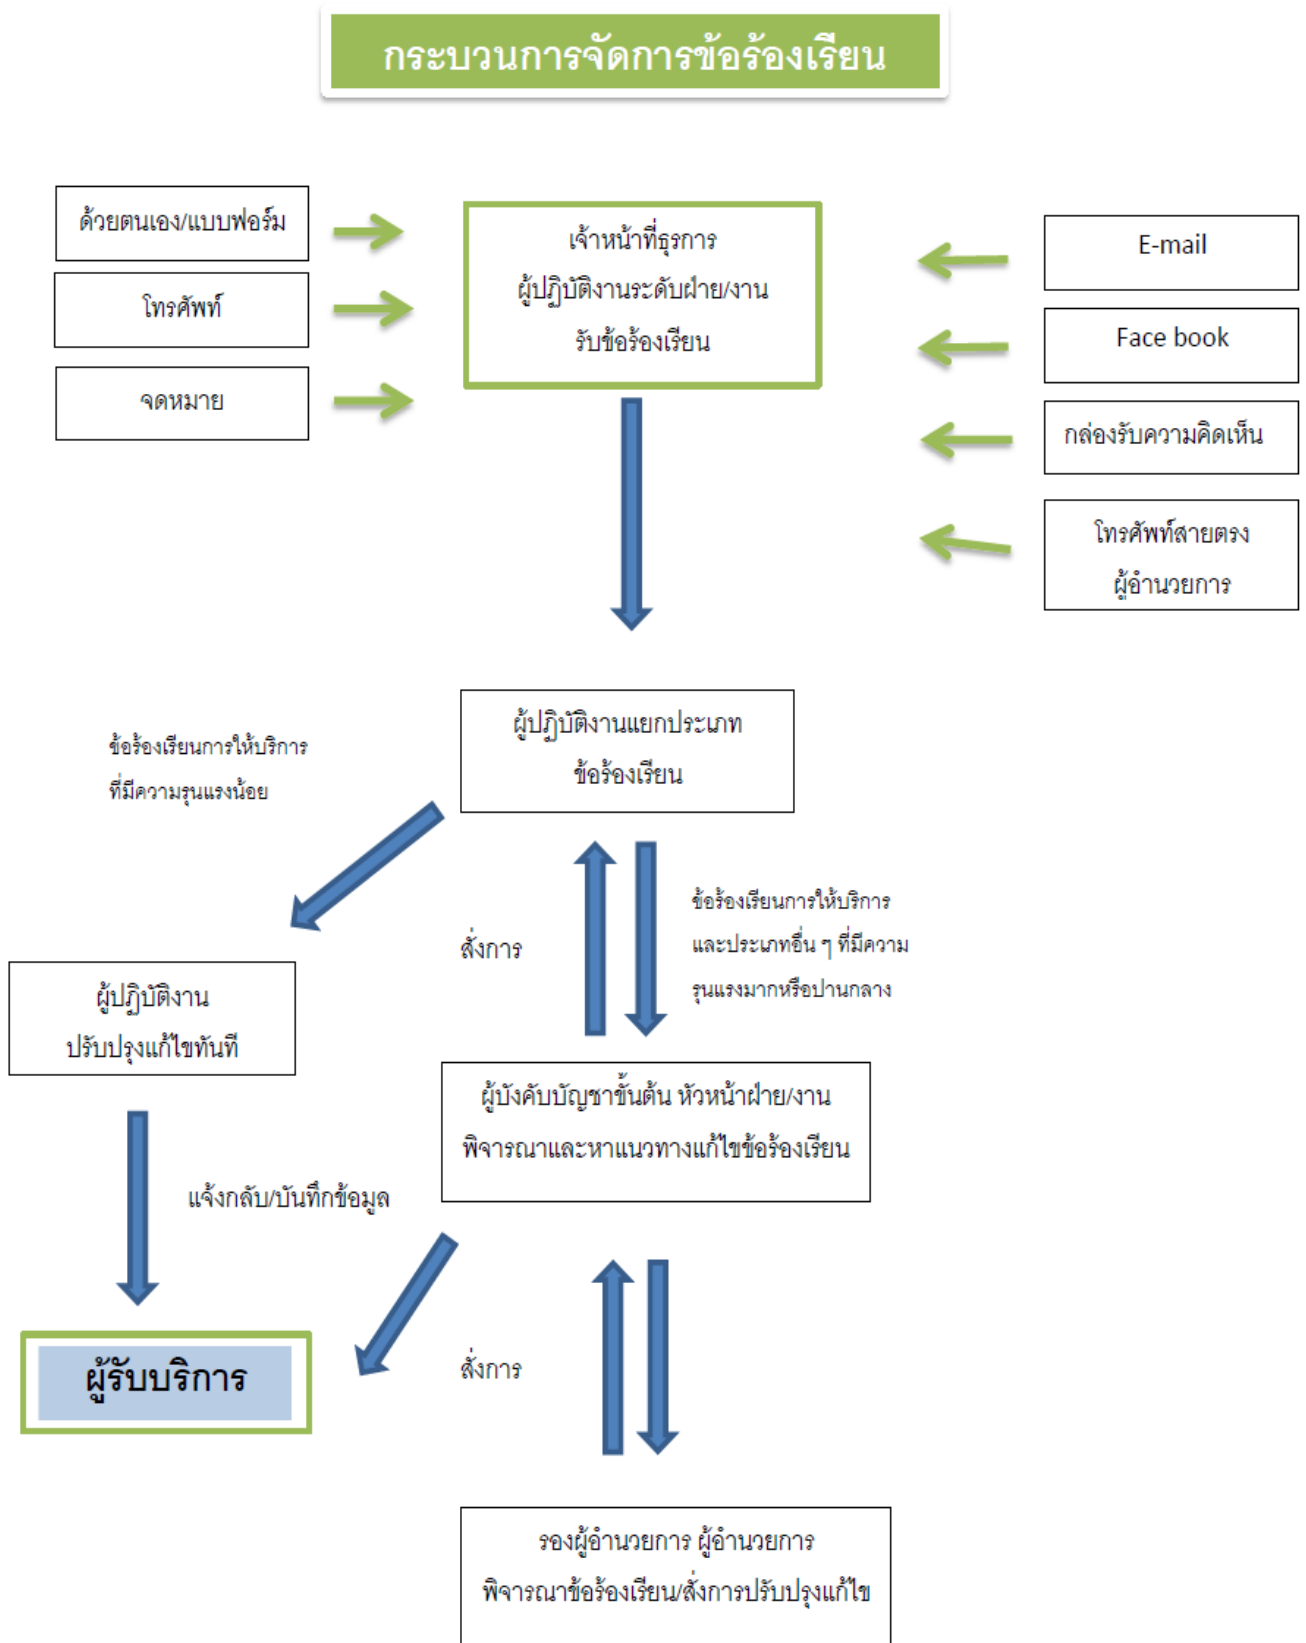 กระบวนการจัดการข้อร้องเรียน
ด้วยตนเอง/แบบฟอร์ม
โทรศัพท์
จดหมาย
เจ้าหน้าที่ธุรการ
ผู้ปฏิบัติงานระดับฝ่าย/งาน
รับข้อร้องเรียน
E-mail
Face book
กล่องรับความคิดเห็น
โทรศัพท์สายตรง
ผู้อำนวยการ
ผู้ปฏิบัติงานแยกประเภท
ข้อร้องเรียน
ข้อร้องเรียนการให้บริการ
ที่มีความรุนแรงน้อย
สั่งการ
ข้อร้องเรียนการให้บริการ
และประเภทอื่น ๆ ที่มีความ
รุนแรงมากหรือปานกลาง
ผู้ปฏิบัติงาน
ปรับปรุงแก้ไขทันที
ผู้บังคับบัญชาขั้นต้น หัวหน้าฝ่าย/งาน
พิจารณาและหาแนวทางแก้ไขข้อร้องเรียน
แจ้งกลับ/บันทึกข้อมูล
ผู้รับบริการ
สั่งการ
รองผู้อำนวยการ ผู้อำนวยการ
พิจารณาข้อร้องเรียน/สั่งการปรับปรุงแก้ไข